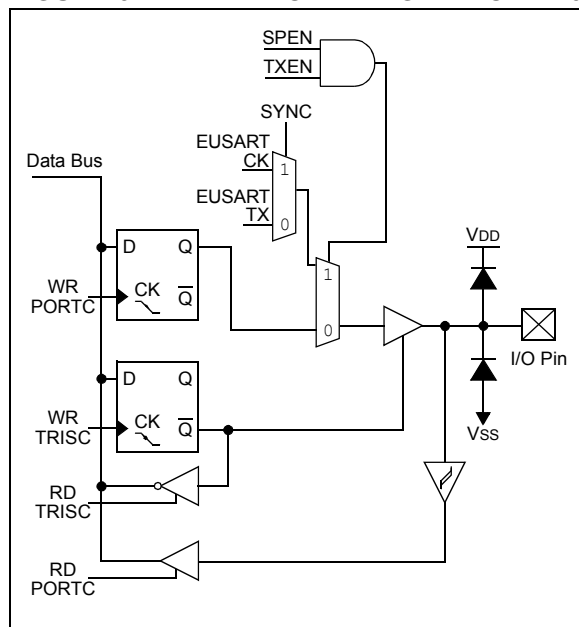 SPEN
TXEN
SYNC
EUSART
CK
1
Data Bus
EUSART
TX
0
D
Q
VDD
1
WR
PORTC
CK
Q
0
I/O Pin
D
Q
WR
TRISC
CK
Q
VSS
RD
TRISC
RD
PORTC